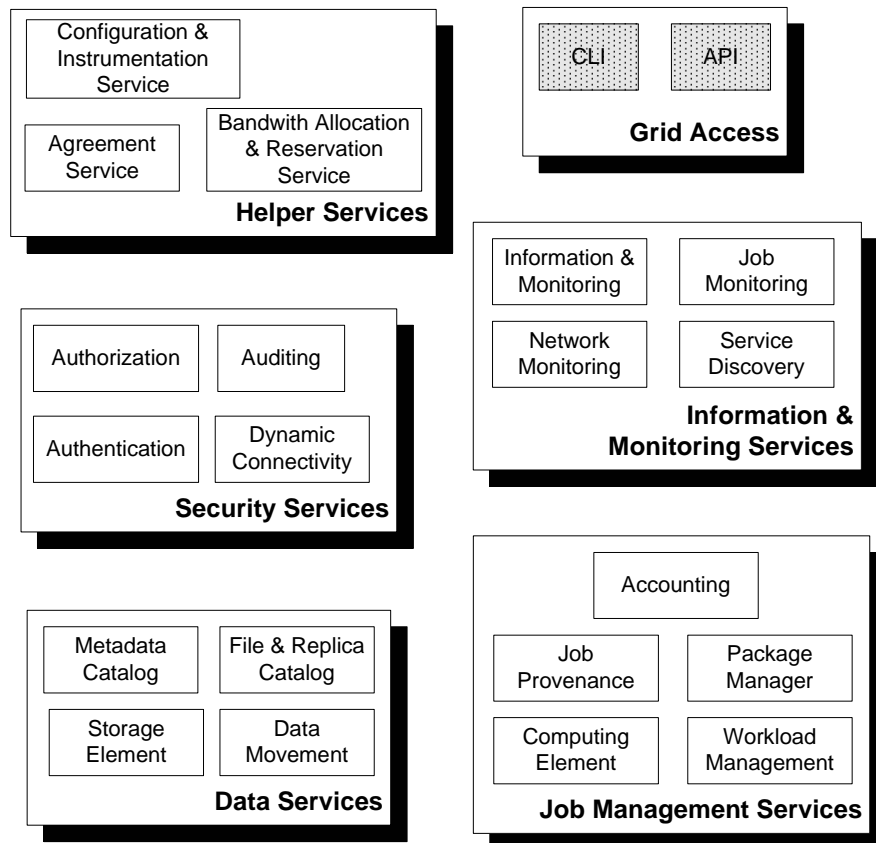 Configuration &
Instrumentation
Service
Agreement
Service
Bandwith Allocation
& Reservation
Service
Helper Services
CLI
API
Grid Access
Authorization
Auditing
Authentication
Dynamic
Connectivity
Security Services
Information &
Monitoring
Job
Monitoring
Network
Monitoring
Service
Discovery
Information &
Monitoring Services
Metadata
Catalog
File & Replica
Catalog
Storage
Element
Data
Movement
Data Services
Accounting
Job
Provenance
Package
Manager
Computing
Element
Workload
Management
Job Management Services